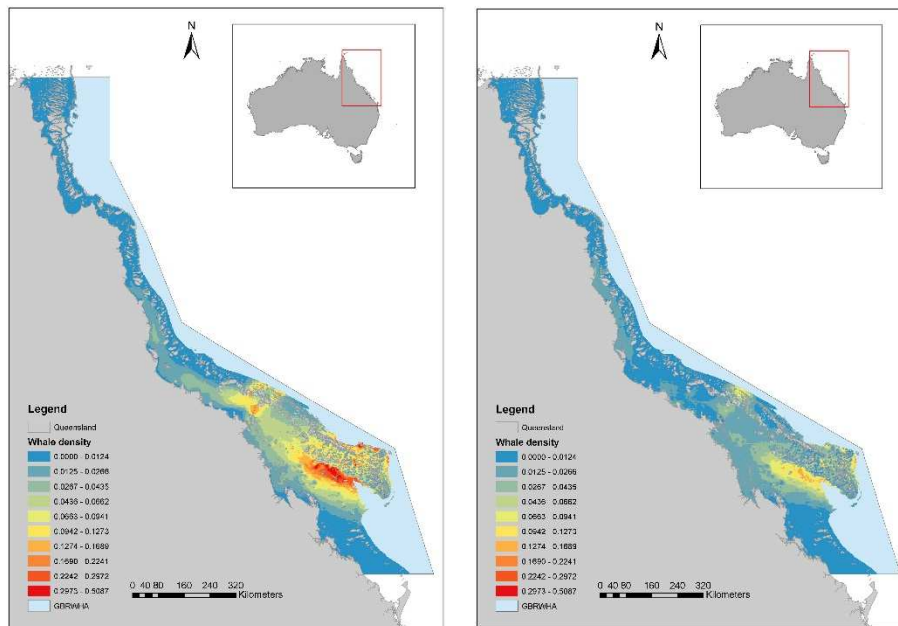 N
Legend
Queensland
Whale density
0.0000 - 0.0124
0.0125 - 0.0266
0.0267 - 0.0435
0.0436 - 0.0662
0.0663 - 0.0941
0.0942 - 0.1273
0.1274 - 0.1689
0.1690 - 0.2241
0.2242 - 0.2972
0.2973 - 0.5087
GBRWHA
0 40 80 160 240 320
Kilometers
N
Legend
Queensland
Whale density
0.0000 - 0.0124
0.0125 - 0.0266
0.0267 - 0.0435
0.0436 - 0.0662
0.0663 - 0.0941
0.0942 - 0.1273
0.1274 - 0.1689
0.1690 - 0.2241
0.2242 - 0.2972
0.2973 - 0.5087
GBRWHA
0 40 80 160 240 320
Kilometers